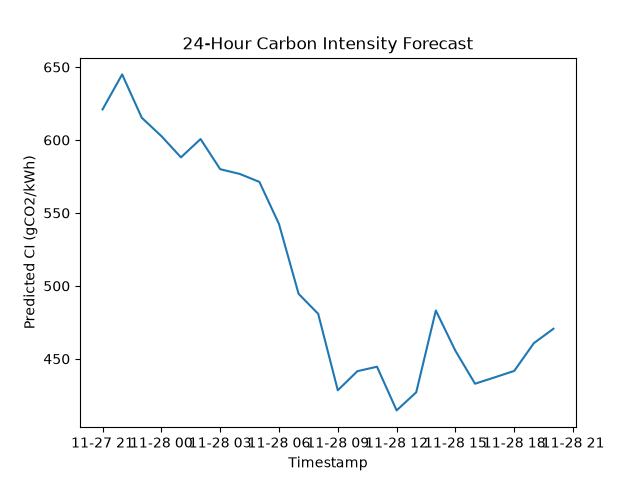 24-Hour Carbon Intensity Forecast
650
600
550
500
450
Predicted CI (gCO2/kWh)
11-27 21 11-28 00 11-28 03 11-28 06 11-28 09 11-28 12 11-28 15 11-28 18 11-28 21
Timestamp